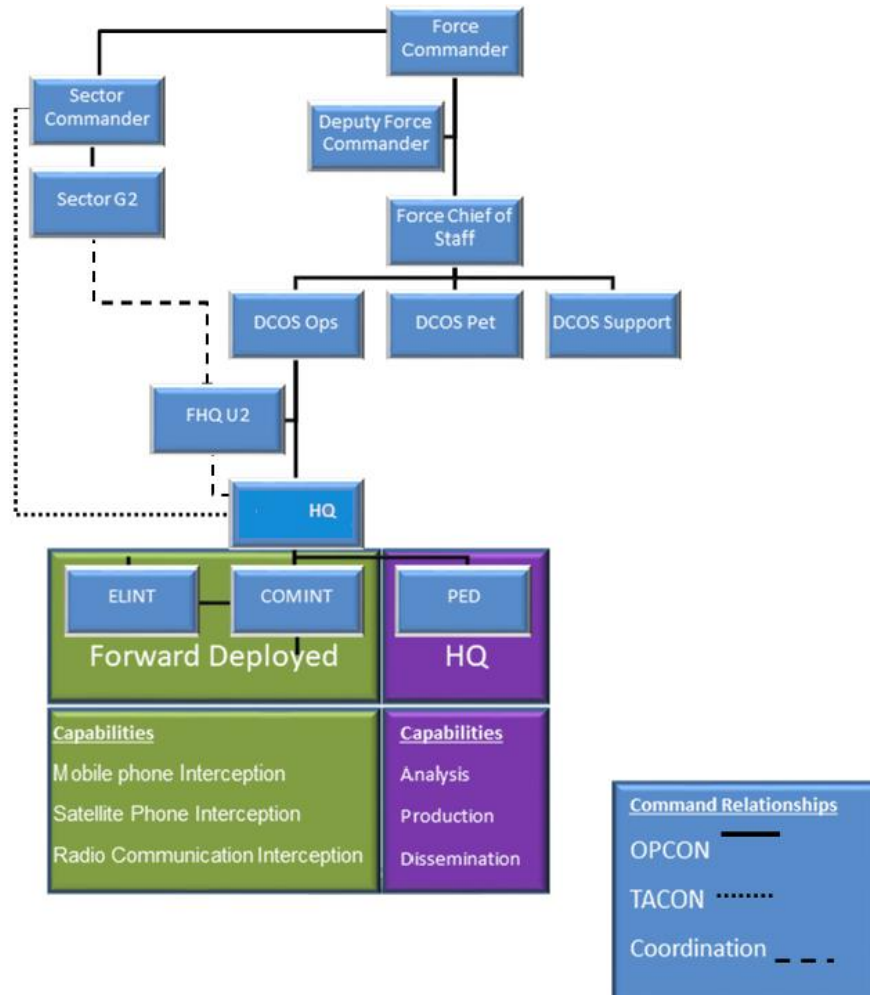 Force
Commander
Sector
Commander
Deputy Force
Commander
Sector G2
Force Chief of
Staff
DCOS Ops
DCOS Pet
DCOS Support
FHQ U2
HQ
ELINT
COMINT
PED
Forward Deployed
HQ
Capabilities
Mobile phone Interception
Satellite Phone Interception
Radio Communication Interception
Capabilities
Analysis
Production
Dissemination
Command Relationships
OPCON
TACON
Coordination